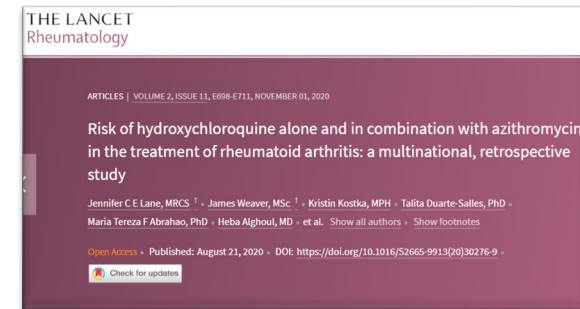 THE LANCET
Rheumatology
ARTICLES | VOLUME 2, ISSUE 11, E698-E711, NOVEMBER 01, 2020
Risk of hydroxychloroquine alone and in combination with azithromycin
in the treatment of rheumatoid arthritis: a multinational, retrospective
study
Jennifer C E Lane, MRCS † • James Weaver, MSc † • Kristin Kostka, MPH • Talita Duarte-Salles, PhD •
Maria Tereza F Abrahao, PhD • Heba Alghoul, MD • et al. Show all authors • Show footnotes
Open Access • Published: August 21, 2020 • DOI: https://doi.org/10.1016/S2665-9913(20)30276-9 •
Check for updates